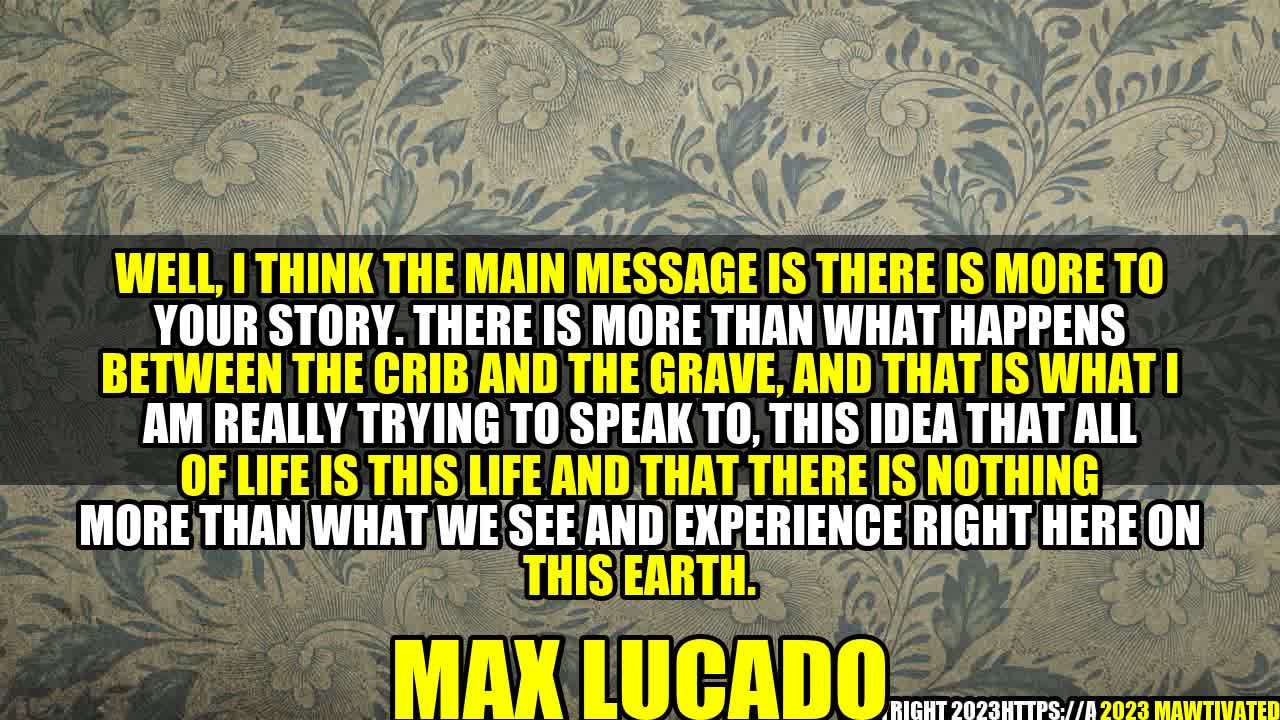 WELL, I THINK THE MAIN MESSAGE IS THERE IS MORE TO
YOUR STORY. THERE IS MORE THAN WHAT HAPPENS
BETWEEN THE CRIB AND THE GRAVE, AND THAT IS WHAT I
AM REALLY TRYING TO SPEAK TO, THIS IDEA THAT ALL
OF LIFE IS THIS LIFE AND THAT THERE IS NOTHING
MORE THAN WHAT WE SEE AND EXPERIENCE RIGHT HERE ON
THIS EARTH.
MAX LUCADO
RIGHT 2023HTTPS://A 2023 MAWTIVATED